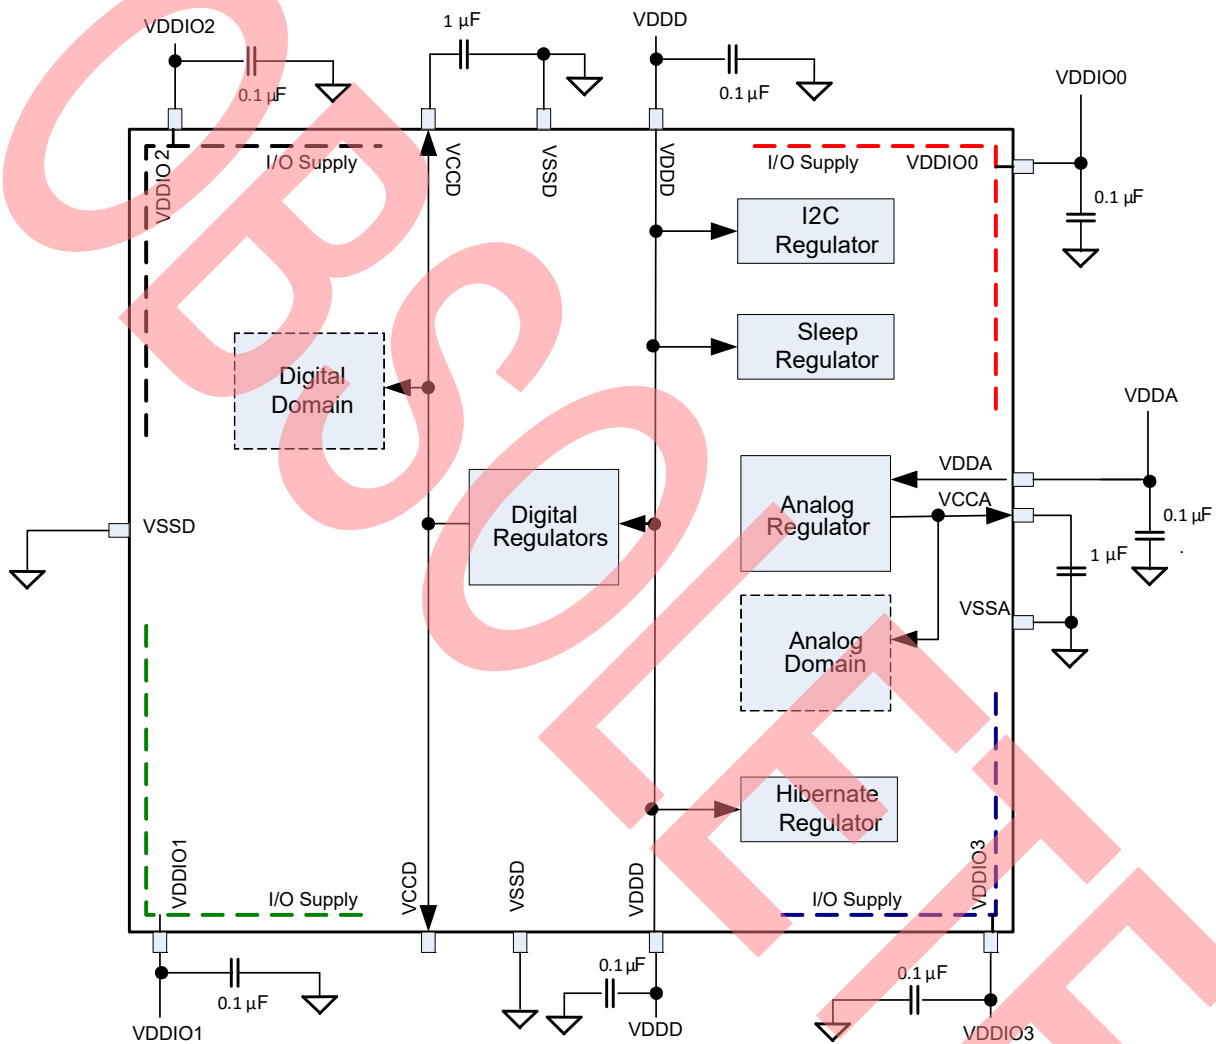 VDDIO2
1 µF
VDDD
0.1 µF
0.1 µF
VDDIO0
0.1 µF
VDDIO2
I/O Supply
VCCD
VSSD
VDDD
I/O Supply
VDDIO0
I2C
Regulator
Sleep
Regulator
Digital
Domain
VDDA
VDDA
VCCA
0.1 µF
1 µF
.
Analog
Regulator
Digital
Regulators
VSSD
VSSA
Analog
Domain
Hibernate
Regulator
VDDIO1
I/O Supply
VCCD
VSSD
VDDD
I/O Supply
VDDIO3
0.1 µF
0.1 µF
0.1 µF
VDDIO1
VDDD
VDDIO3
OBSOLETE